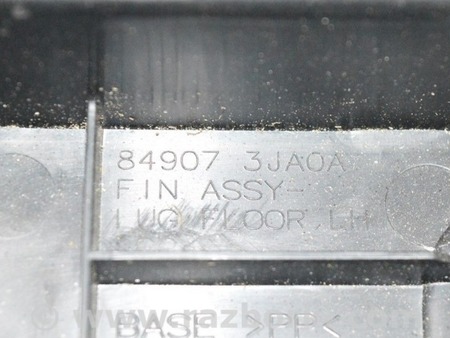 84907 3JA0A
FIN ASSY-
LUG FLOOR,LH
BASE >PP<